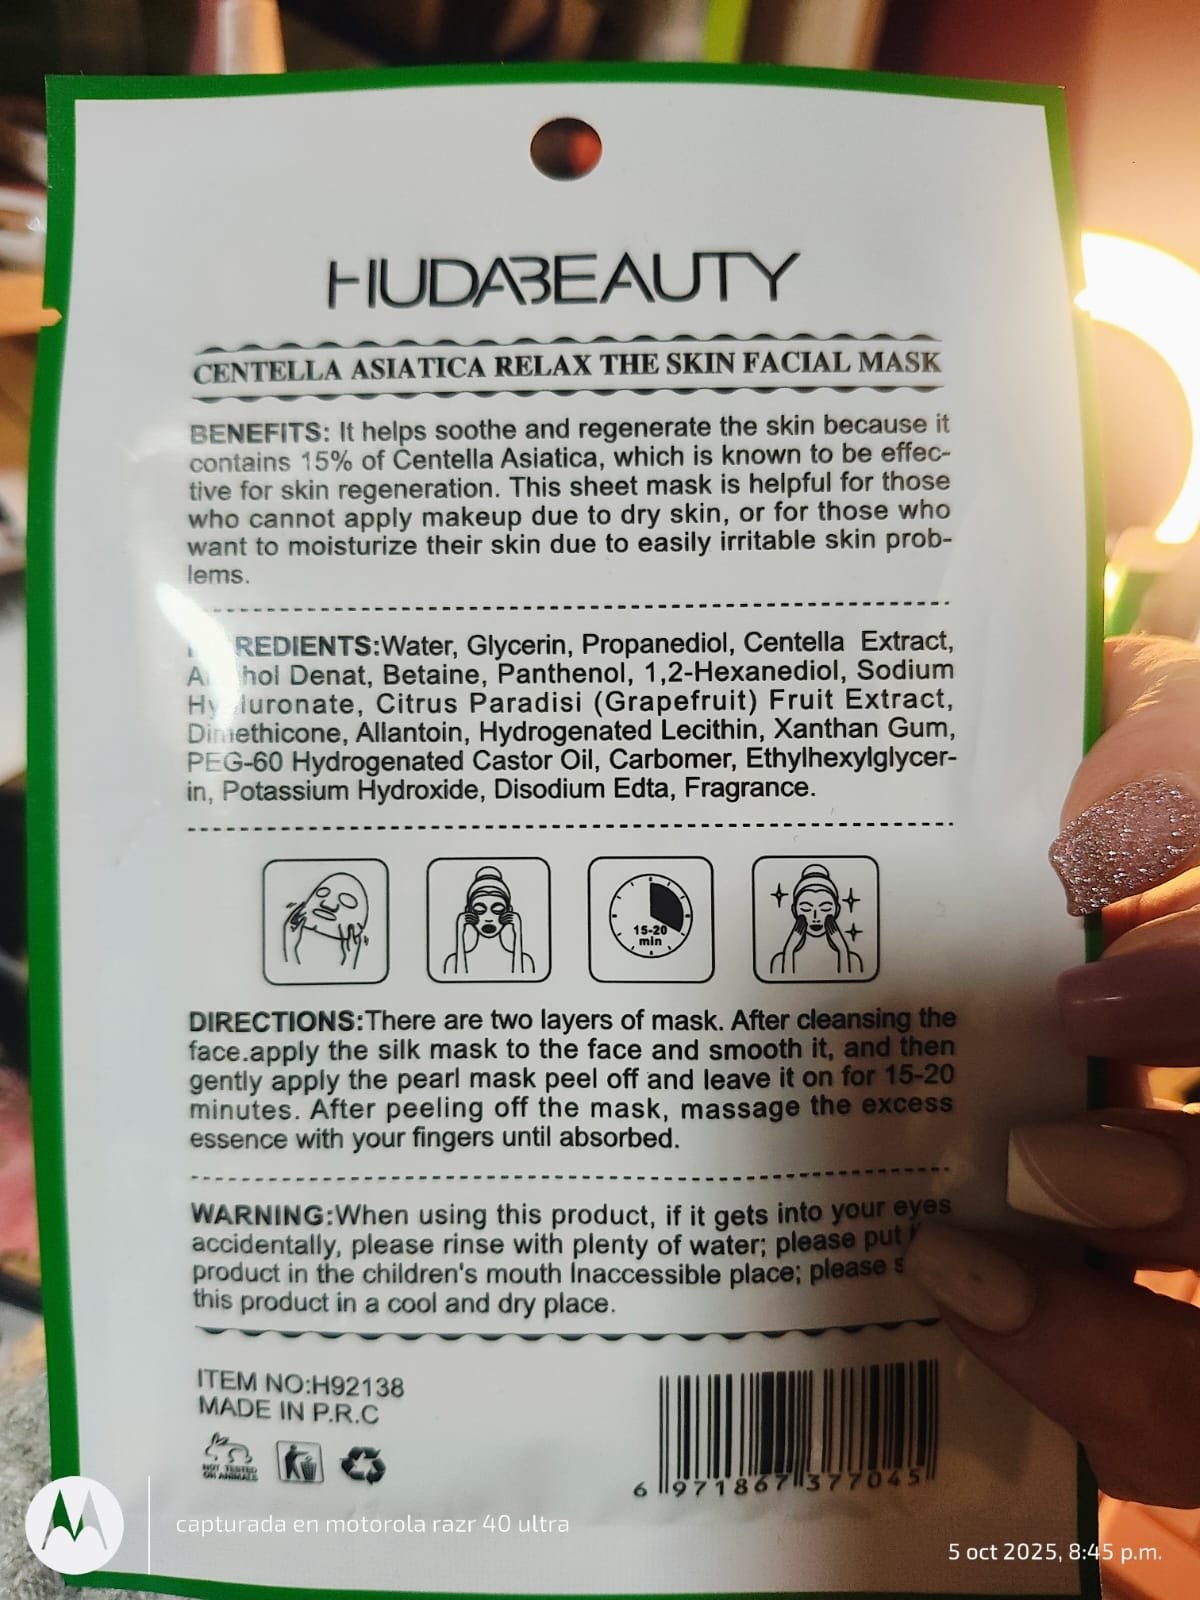 HUDABEAUTY
CENTELLA ASIATICA RELAX THE SKIN FACIAL MASK
BENEFITS: It helps soothe and regenerate the skin because it
contains 15% of Centella Asiatica, which is known to be effec-
tive for skin regeneration. This sheet mask is helpful for those
who cannot apply makeup due to dry skin, or for those who
want to moisturize their skin due to easily irritable skin prob-
lems.
REDIENTS:Water, Glycerin, Propanediol, Centella Extract,
Denat, Betaine, Panthenol, 1,2-Hexanediol, Sodium
Citrus Paradisi (Grapefruit) Fruit Extract,
Dimethicone, Allantoin, Hydrogenated Lecithin, Xanthan Gum,
PEG-60 Hydrogenated Castor Oil, Carbomer, Ethylhexylglycer-
in, Potassium Hydroxide, Disodium Edta, Fragrance.
15-20
min
DIRECTIONS:There are two layers of mask. After cleansing the
face.apply the silk mask to the face and smooth it, and then
gently apply the pearl mask peel off and leave it on for 15-20
minutes. After peeling off the mask, massage the excess
essence with your fingers until absorbed.
WARNING:When using this product, if it gets into your eyes
accidentally, please rinse with plenty of water; please put
product in the children's mouth Inaccessible place; please
this product in a cool and dry place.
ITEM NO:H92138
MADE IN P.R.C
NOT TESTED
ON ANIMALS
6 971867 377045
capturada en motorola razr 40 ultra
5 oct 2025, 8:45 p.m.